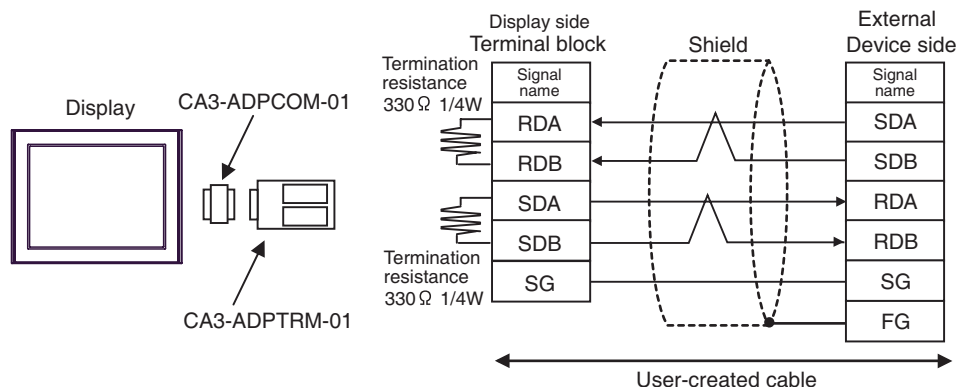 Display
CA3-ADPCOM-01
CA3-ADPTRM-01
Display side
Terminal block
Termination
resistance
330Ω 1/4W
Termination
resistance
330Ω 1/4W
Signal
name
RDA
RDB
SDA
SDB
SG
Shield
External
Device side
Signal
name
SDA
SDB
RDA
RDB
SG
FG
User-created cable